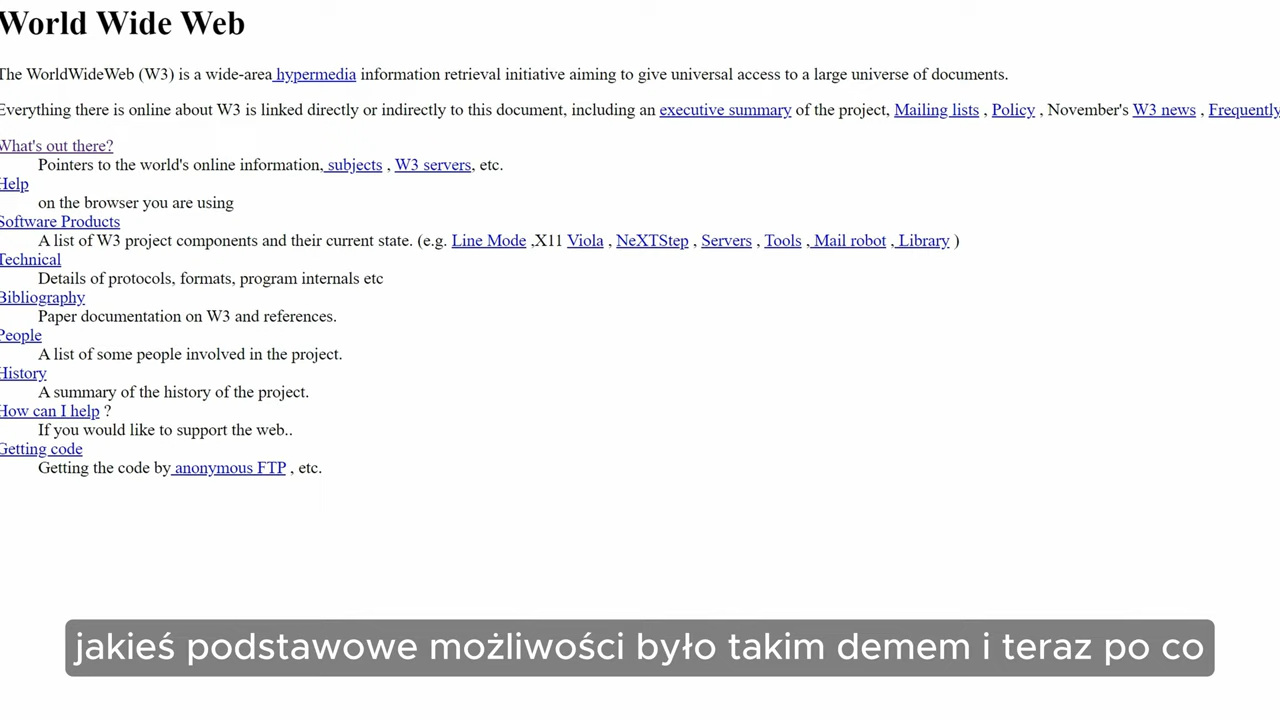 World Wide Web
The WorldWideWeb (W3) is a wide-area hypermedia information retrieval initiative aiming to give universal access to a large universe of documents.
Everything there is online about W3 is linked directly or indirectly to this document, including an executive summary of the project, Mailing lists , Policy , November's W3 news , Frequently
What's out there?
Pointers to the world's online information, subjects , W3 servers, etc.
Help
on the browser you are using
Software Products
A list of W3 project components and their current state. (e.g. Line Mode ,X11 Viola , NeXTStep , Servers , Tools , Mail robot , Library )
Technical
Details of protocols, formats, program internals etc
Bibliography
Paper documentation on W3 and references.
People
A list of some people involved in the project.
History
A summary of the history of the project.
How can I help ?
If you would like to support the web..
Getting code
Getting the code by anonymous FTP , etc.
jakieś podstawowe możliwości było takim demem i teraz po co